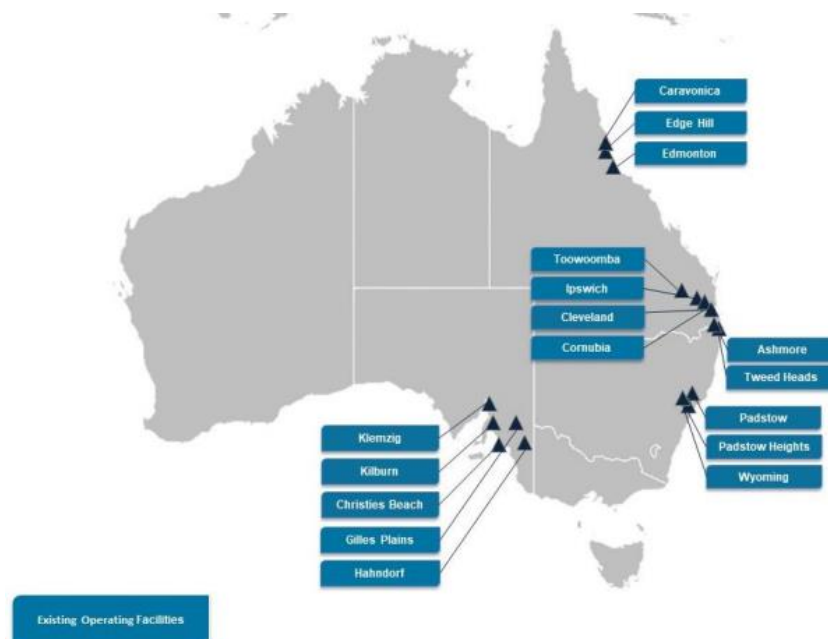 Caravonica
Edge Hill
Edmonton
Toowoomba
Ipswich
Cleveland
Cornubia
Ashmore
Tweed Heads
Padstow
Padstow Heights
Wyoming
Klemzig
Kilburn
Christies Beach
Gilles Plains
Hahndorf
Existing Operating Facilities